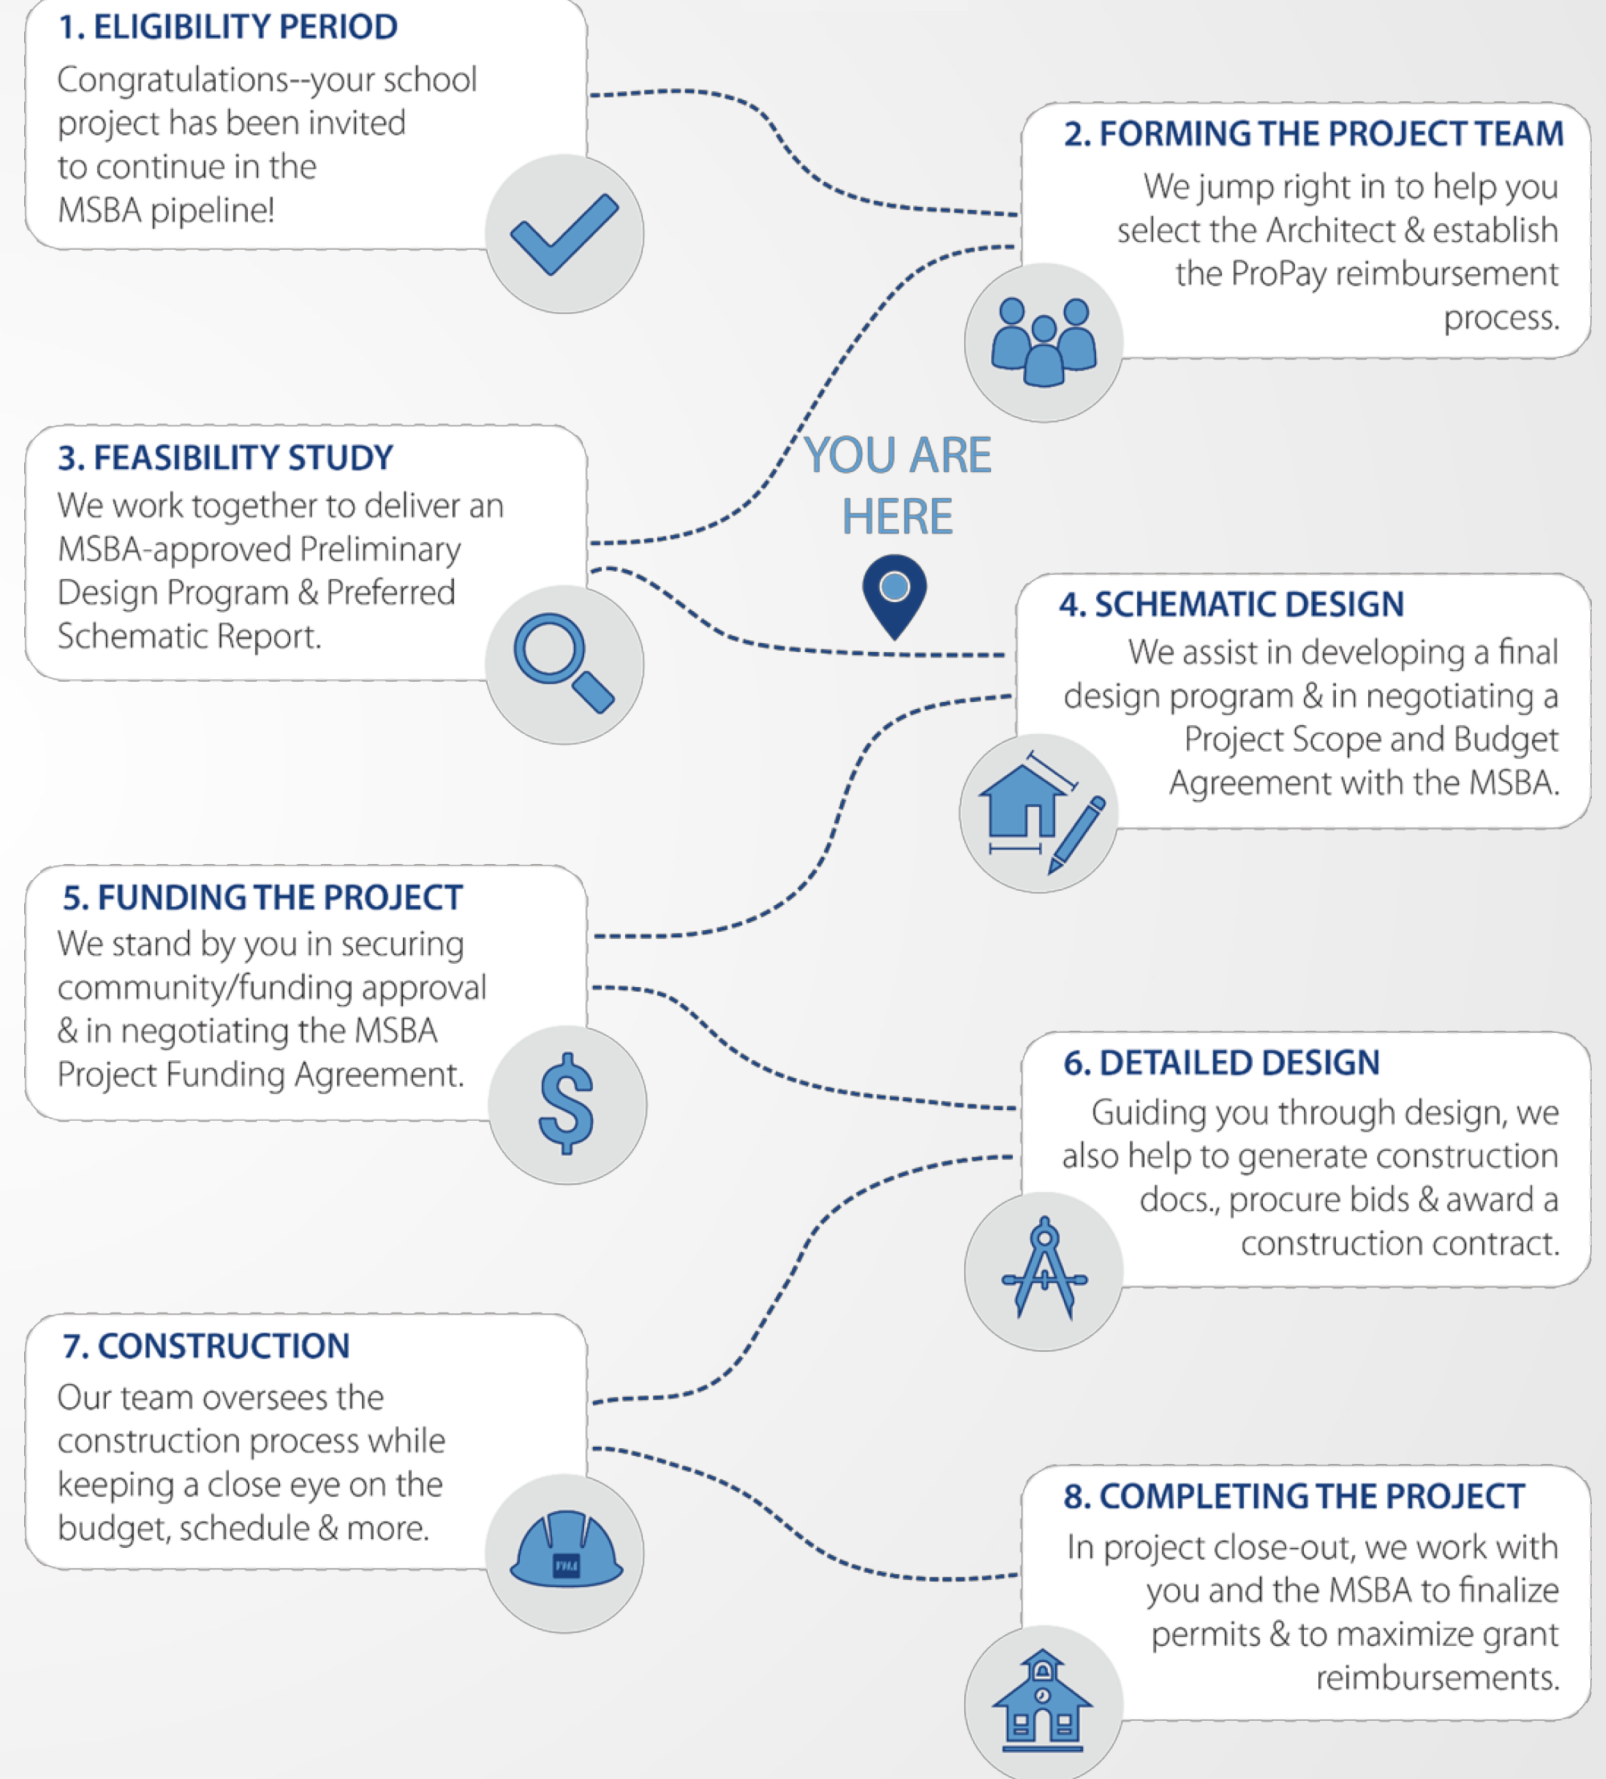 1. ELIGIBILITY PERIOD
Congratulations--your school
project has been invited
to continue in the
MSBA pipeline!
2. FORMING THE PROJECT TEAM
We jump right in to help you
select the Architect & establish
the ProPay reimbursement
process.
3. FEASIBILITY STUDY
We work together to deliver an
MSBA-approved Preliminary
Design Program & Preferred
Schematic Report.
YOU ARE
HERE
4. SCHEMATIC DESIGN
We assist in developing a final
design program & in negotiating a
Project Scope and Budget
Agreement with the MSBA.
5. FUNDING THE PROJECT
We stand by you in securing
community/funding approval
& in negotiating the MSBA
Project Funding Agreement.
6. DETAILED DESIGN
Guiding you through design, we
also help to generate construction
docs., procure bids & award a
construction contract.
7. CONSTRUCTION
Our team oversees the
construction process while
keeping a close eye on the
budget, schedule & more.
8. COMPLETING THE PROJECT
In project close-out, we work with
you and the MSBA to finalize
permits & to maximize grant
reimbursements.